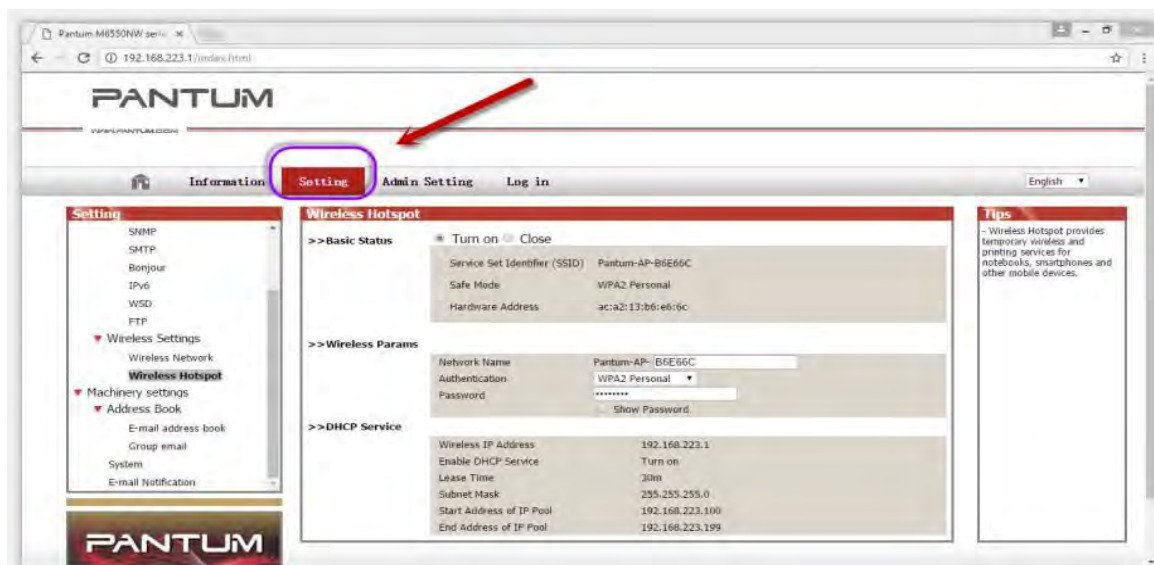 Pantum M6550NW serie
192.168.223.1/index.html
PANTUM
www.PANTUM.COM
Information Setting Admin Setting Log in English
Setting
SNMP
SMTP
Bonjour
IPv6
WSD
FTP
Wireless Settings
Wireless Network
Wireless Hotspot
Machinery settings
Address Book
E-mail address book
Group email
System
E-mail Notification
PANTUM
Wireless Hotspot
>>Basic Status Turn on Close
Service Set Identifier (SSID) Pantum-AP-B6E66C
Safe Mode WPA2 Personal
Hardware Address ac:a2:13:b6:e6:6c
>>Wireless Params
Network Name Pantum-AP- B6E66C
Authentication WPA2 Personal
Password ••••••••
Show Password
>>DHCP Service
Wireless IP Address 192.168.223.1
Enable DHCP Service Turn on
Lease Time 30m
Subnet Mask 255.255.255.0
Start Address of IP Pool 192.168.223.100
End Address of IP Pool 192.168.223.199
Tips
- Wireless Hotspot provides
temporary wireless and
printing services for
notebooks, smartphones and
other mobile devices.